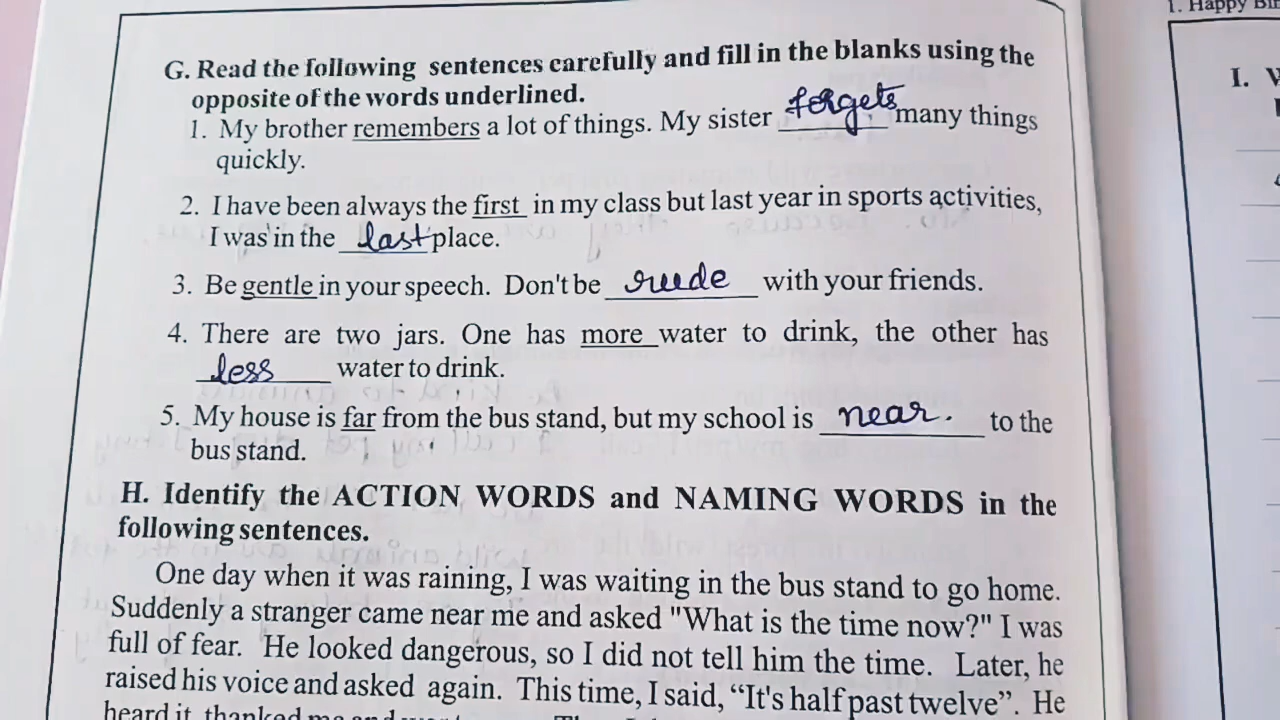 1. Happy
G. Read the following sentences carefully and fill in the blanks using the
opposite of the words underlined.
1. My brother remembers a lot of things. My sister forgets many things
quickly.
2. I have been always the first in my class but last year in sports activities,
I was in the last place.
3. Be gentle in your speech. Don't be rude with your friends.
4. There are two jars. One has more water to drink, the other has
less water to drink.
5. My house is far from the bus stand, but my school is near. to the
bus stand.
H. Identify the ACTION WORDS and NAMING WORDS in the
following sentences.
One day when it was raining, I was waiting in the bus stand to go home.
Suddenly a stranger came near me and asked "What is the time now?" I was
full of fear. He looked dangerous, so I did not tell him the time. Later, he
raised his voice and asked again. This time, I said, “It's half past twelve”. He
heard it, thanked me and
I.